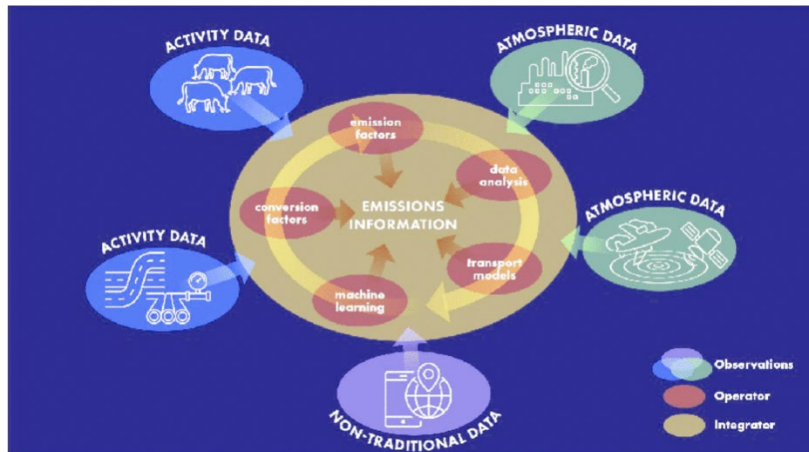 ACTIVITY DATA
ATMOSPHERIC DATA
emission
factors
data
analysis
conversion
factors
EMISSIONS
INFORMATION
ATMOSPHERIC DATA
ACTIVITY DATA
transport
models
machine
learning
Observations
Operator
Integrator
NON-TRADITIONAL DATA